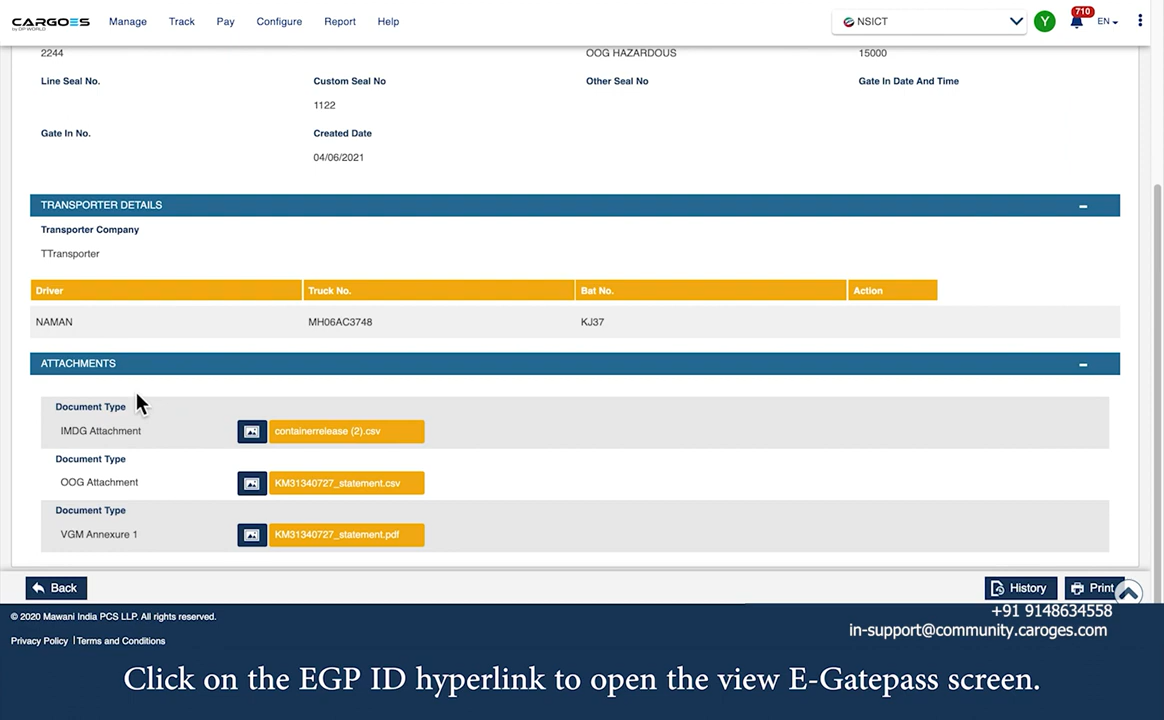 CARGOES
by DP WORLD
Manage Track Pay Configure Report Help
NSICT
Y
710
EN
2244 OOG HAZARDOUS 15000
Line Seal No. Custom Seal No Other Seal No Gate In Date And Time
1122
Gate In No. Created Date
04/06/2021
TRANSPORTER DETAILS
Transporter Company
TTransporter
Driver Truck No. Bat No. Action
NAMAN MH06AC3748 KJ37
ATTACHMENTS
Document Type
IMDG Attachment containerrelease (2).csv
Document Type
OOG Attachment KM31340727_statement.csv
Document Type
VGM Annexure 1 KM31340727_statement.pdf
Back History Print
© 2020 Mawani India PCS LLP. All rights reserved.
+91 9148634558
in-support@community.caroges.com
Privacy Policy | Terms and Conditions
Click on the EGP ID hyperlink to open the view E-Gatepass screen.